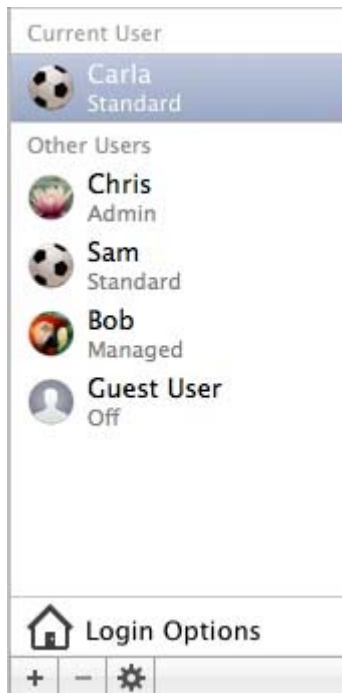 Current User
Carla
Standard
Other Users
Chris
Admin
Sam
Standard
Bob
Managed
Guest User
Off
Login Options
+ −